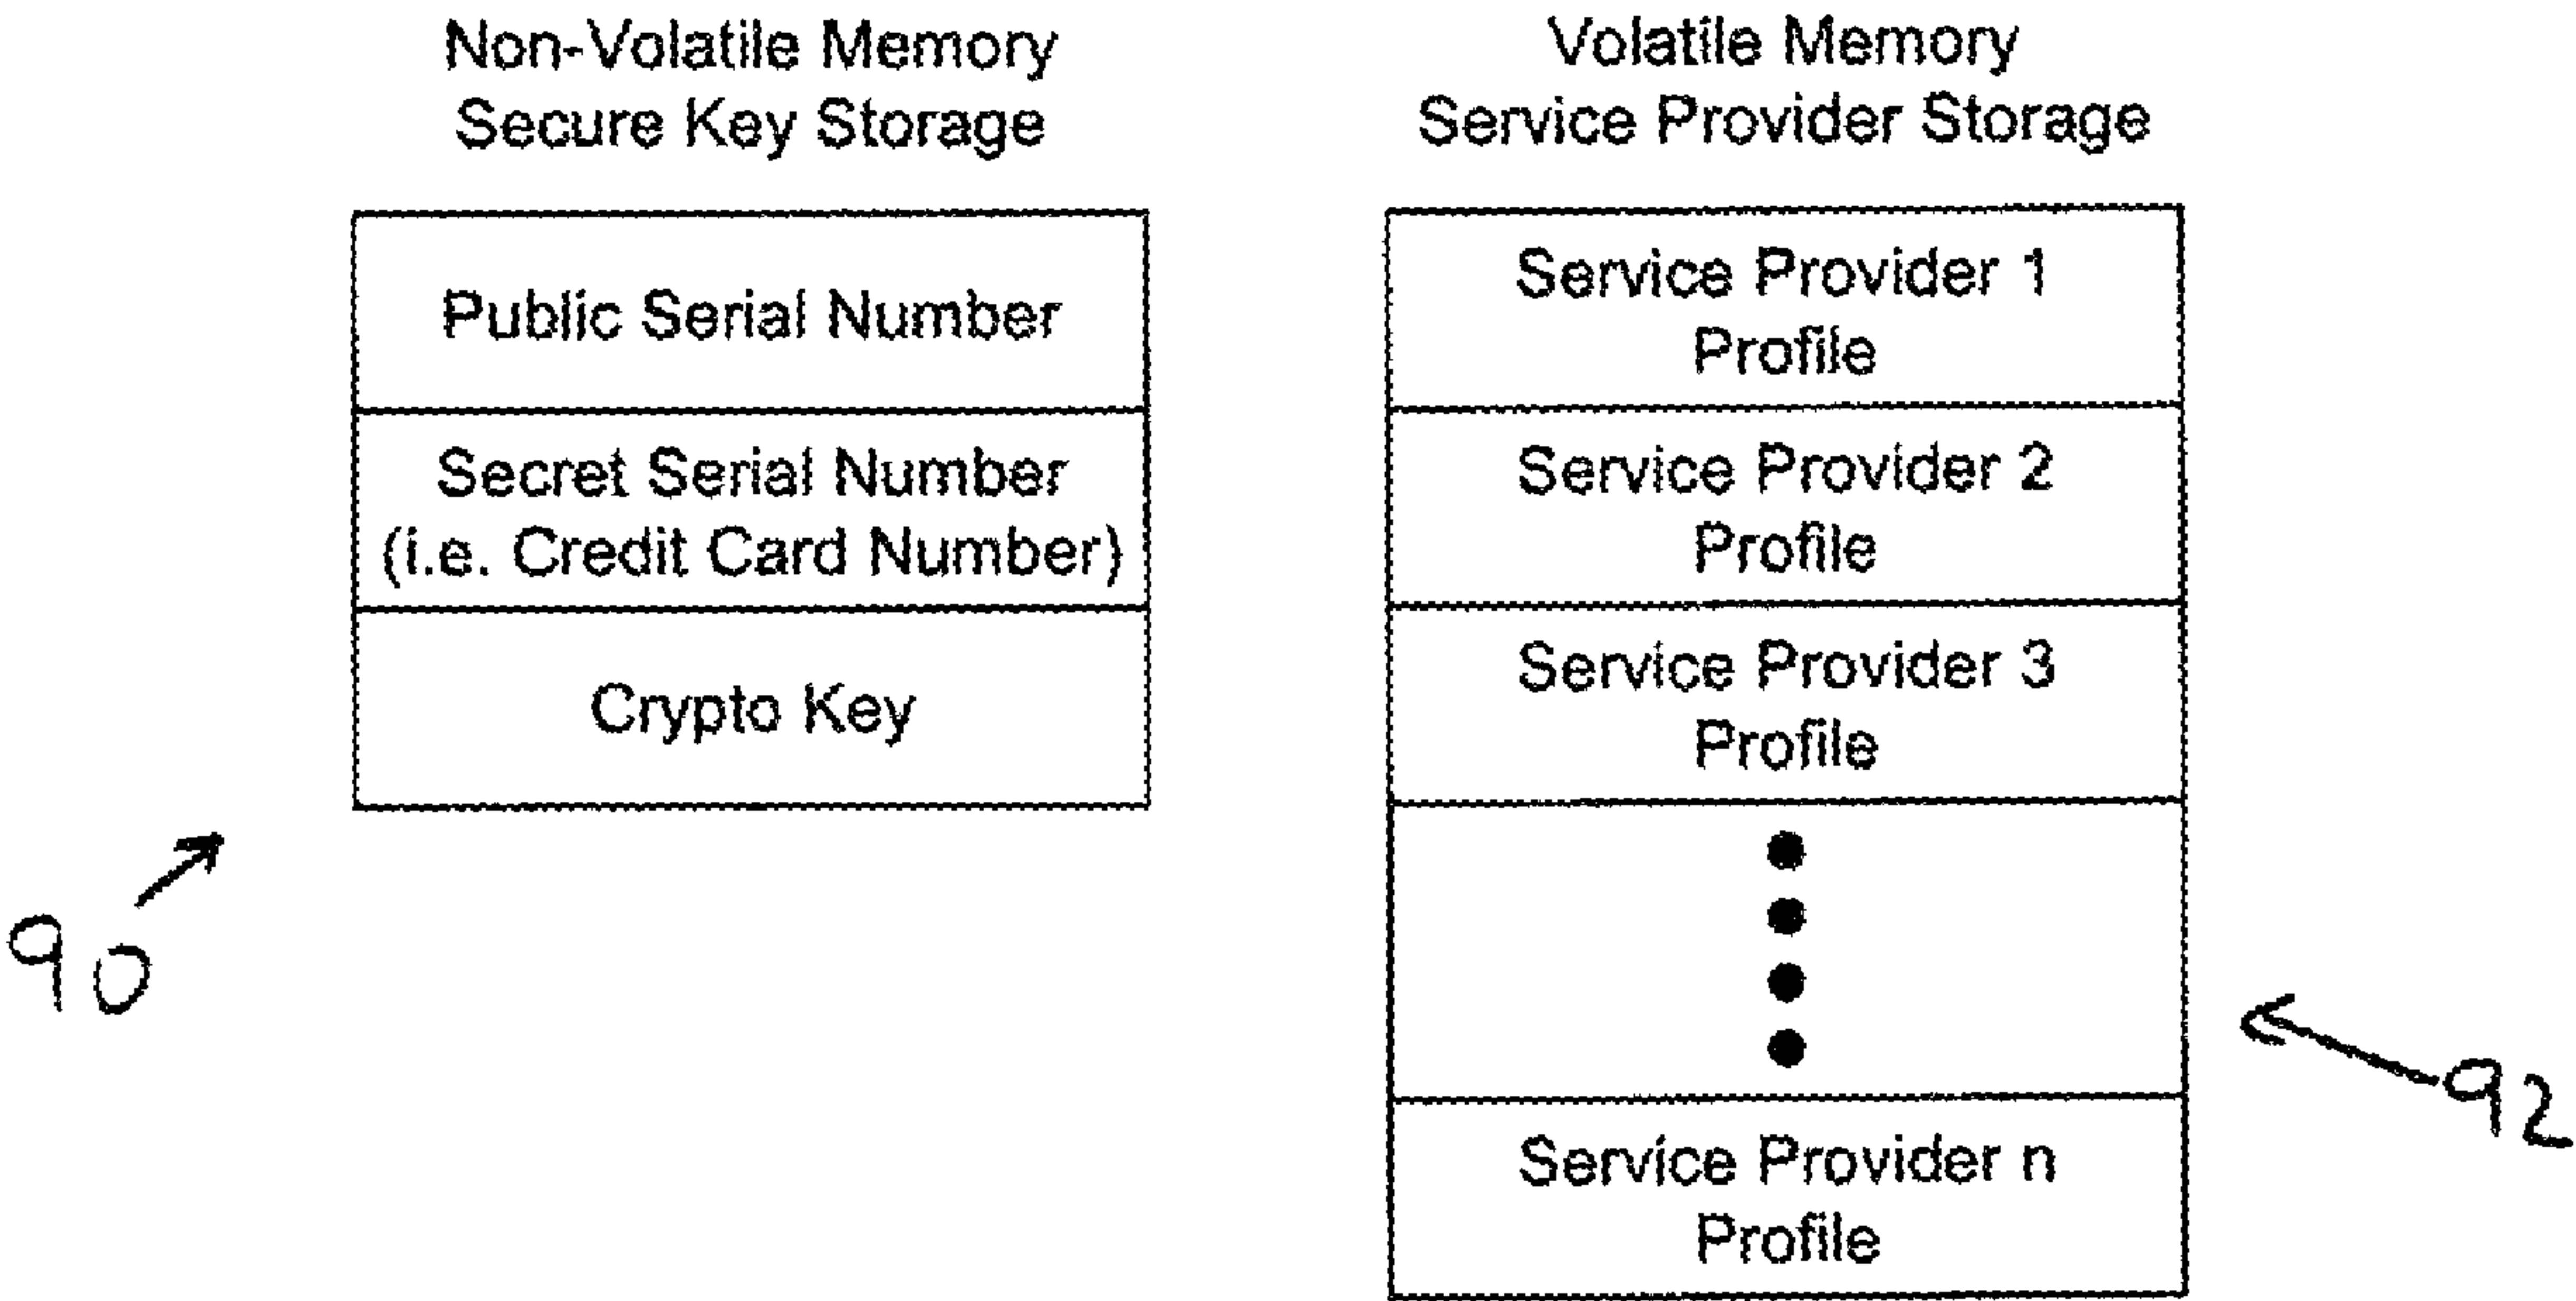 Non-Volatile Memory
Secure Key Storage
Public Serial Number
Secret Serial Number
(i.e. Credit Card Number)
Crypto Key
90
Volatile Memory
Service Provider Storage
Service Provider 1
Profile
Service Provider 2
Profile
Service Provider 3
Profile
Service Provider n
Profile
92